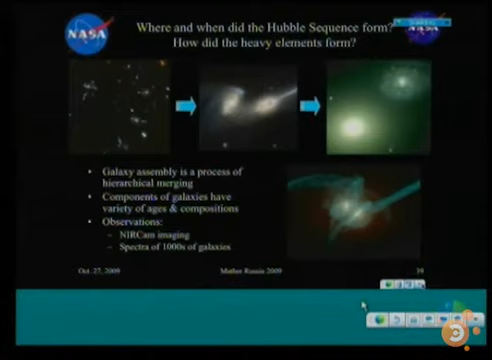 Where and when did the Hubble Sequence form?
How did the heavy elements form?
NASA
• Galaxy assembly is a process of
hierarchical merging
• Components of galaxies have
variety of ages & compositions
• Observations:
– NIRCam imaging
– Spectra of 1000s of galaxies
Oct. 27, 2009
Mather Russia 2009
39